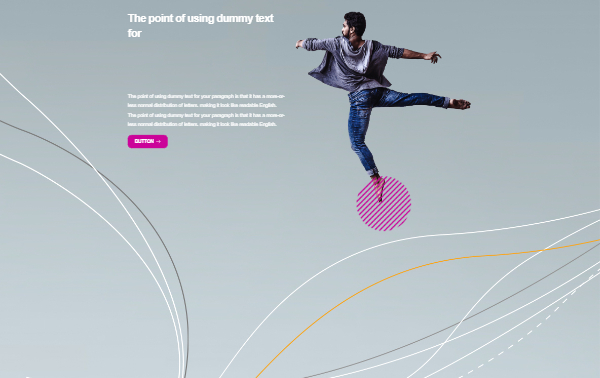 The point of using dummy text
for
The point of using dummy text for your paragraph is that it has a more-or-
less normal distribution of letters. making it look like readable English.
The point of using dummy text for your paragraph is that it has a more-or-
less normal distribution of letters. making it look like readable English.
BUTTON →